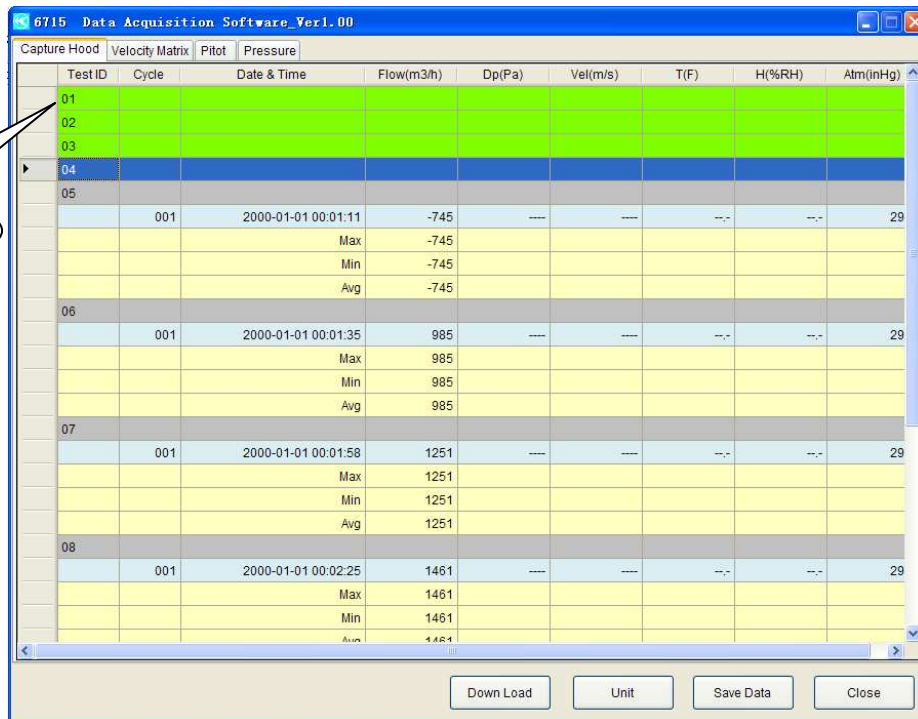 6715 Data Acquisition Software_Ver1.00
Capture Hood Velocity Matrix Pitot Pressure
Test ID Cycle Date & Time Flow(m3/h) Dp(Pa) Vel(m/s) T(F) H(%RH) Atm(inHg)
01
02
03
04
05
001 2000-01-01 00:01:11 -745 ---- ---- --.- --.- 29
Max -745
Min -745
Avg -745
06
001 2000-01-01 00:01:35 985 ---- ---- --.- --.- 29
Max 985
Min 985
Avg 985
07
001 2000-01-01 00:01:58 1251 ---- ---- --.- --.- 29
Max 1251
Min 1251
Avg 1251
08
001 2000-01-01 00:02:25 1461 ---- ---- --.- --.- 29
Max 1461
Min 1461
Avg 1461
Down Load Unit Save Data Close